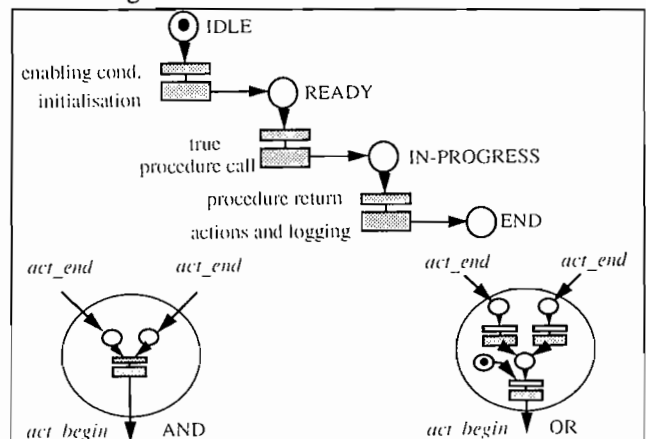 IDLE
enabling cond.
initialisation
READY
true
procedure call
IN-PROGRESS
procedure return
actions and logging
END
act_end
act_end
act_end
act_end
act_begin
AND
act_begin
OR